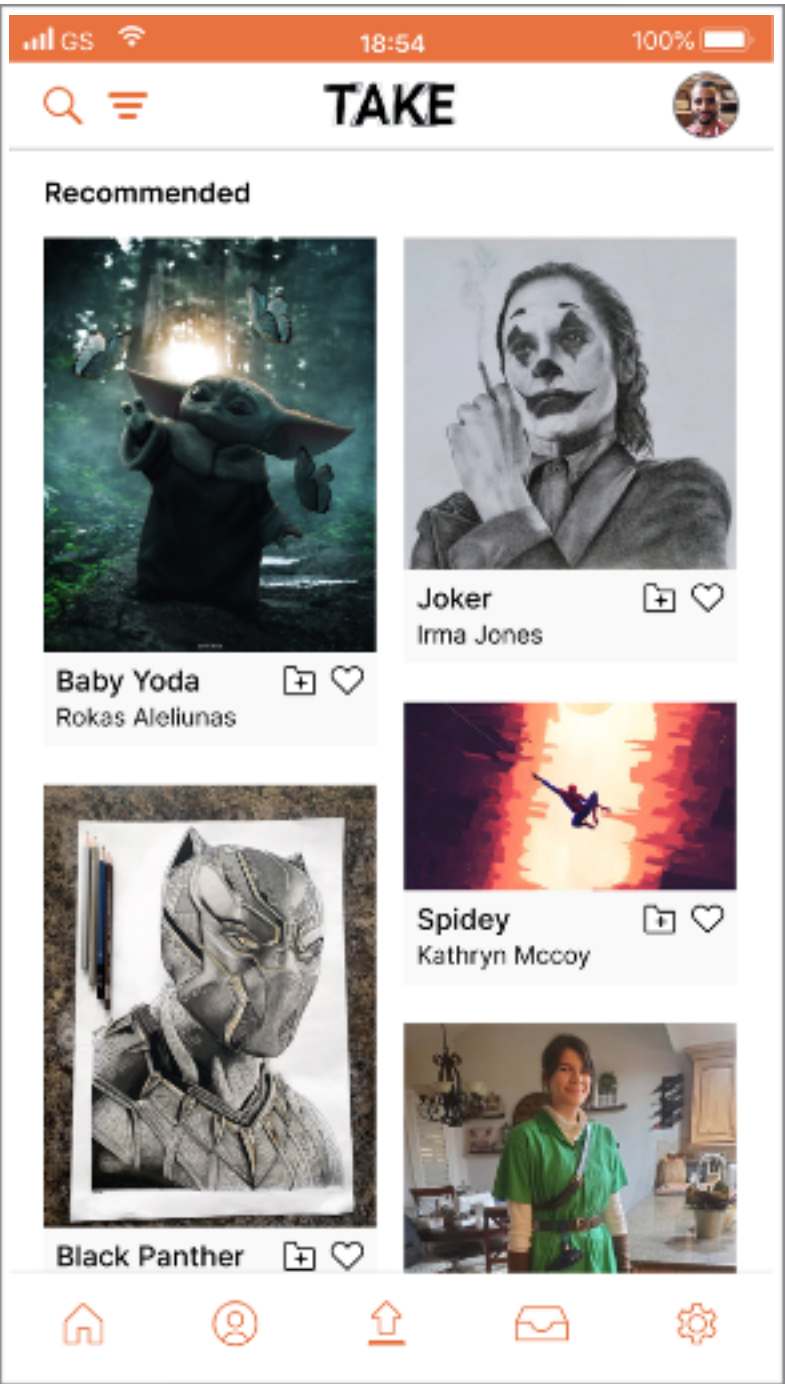 GS
18:54
100%
TAKE
Recommended
Baby Yoda
Rokas Aleliunas
Joker
Irma Jones
Spidey
Kathryn Mccoy
Black Panther